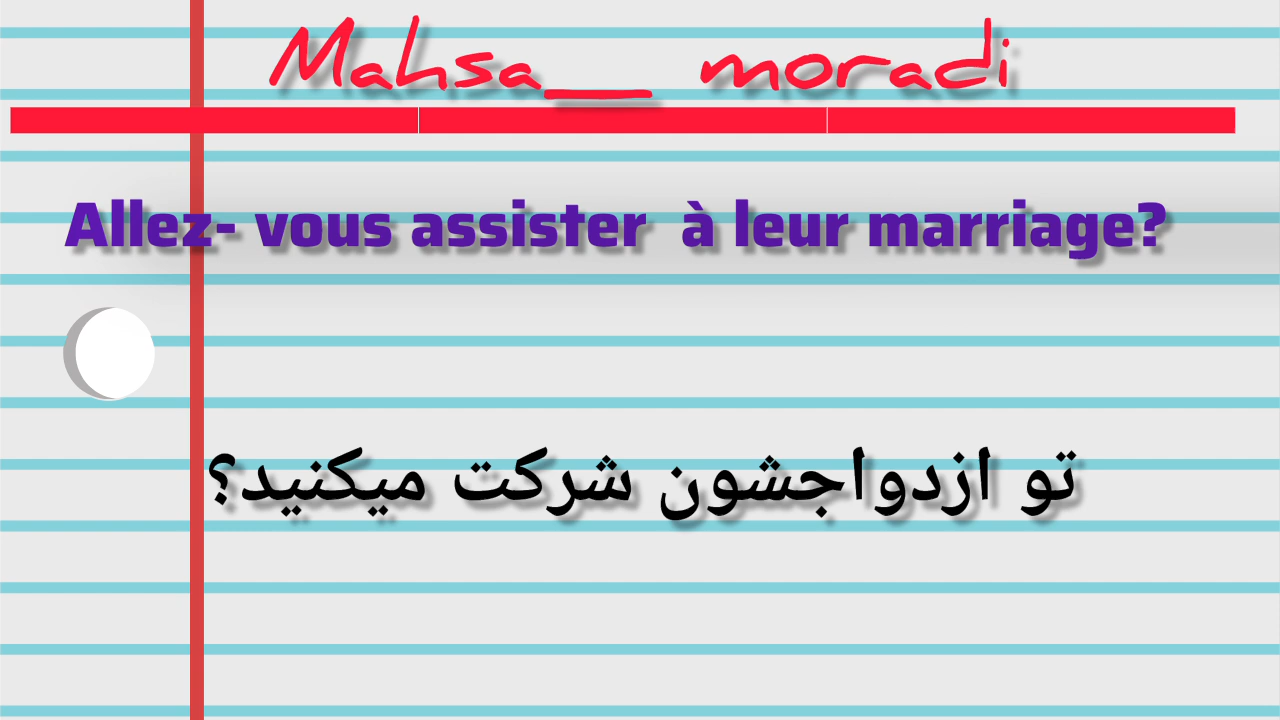 Mahsa__ moradi
Allez- vous assister à leur marriage?
تو ازدواجشون شرکت میکنید؟